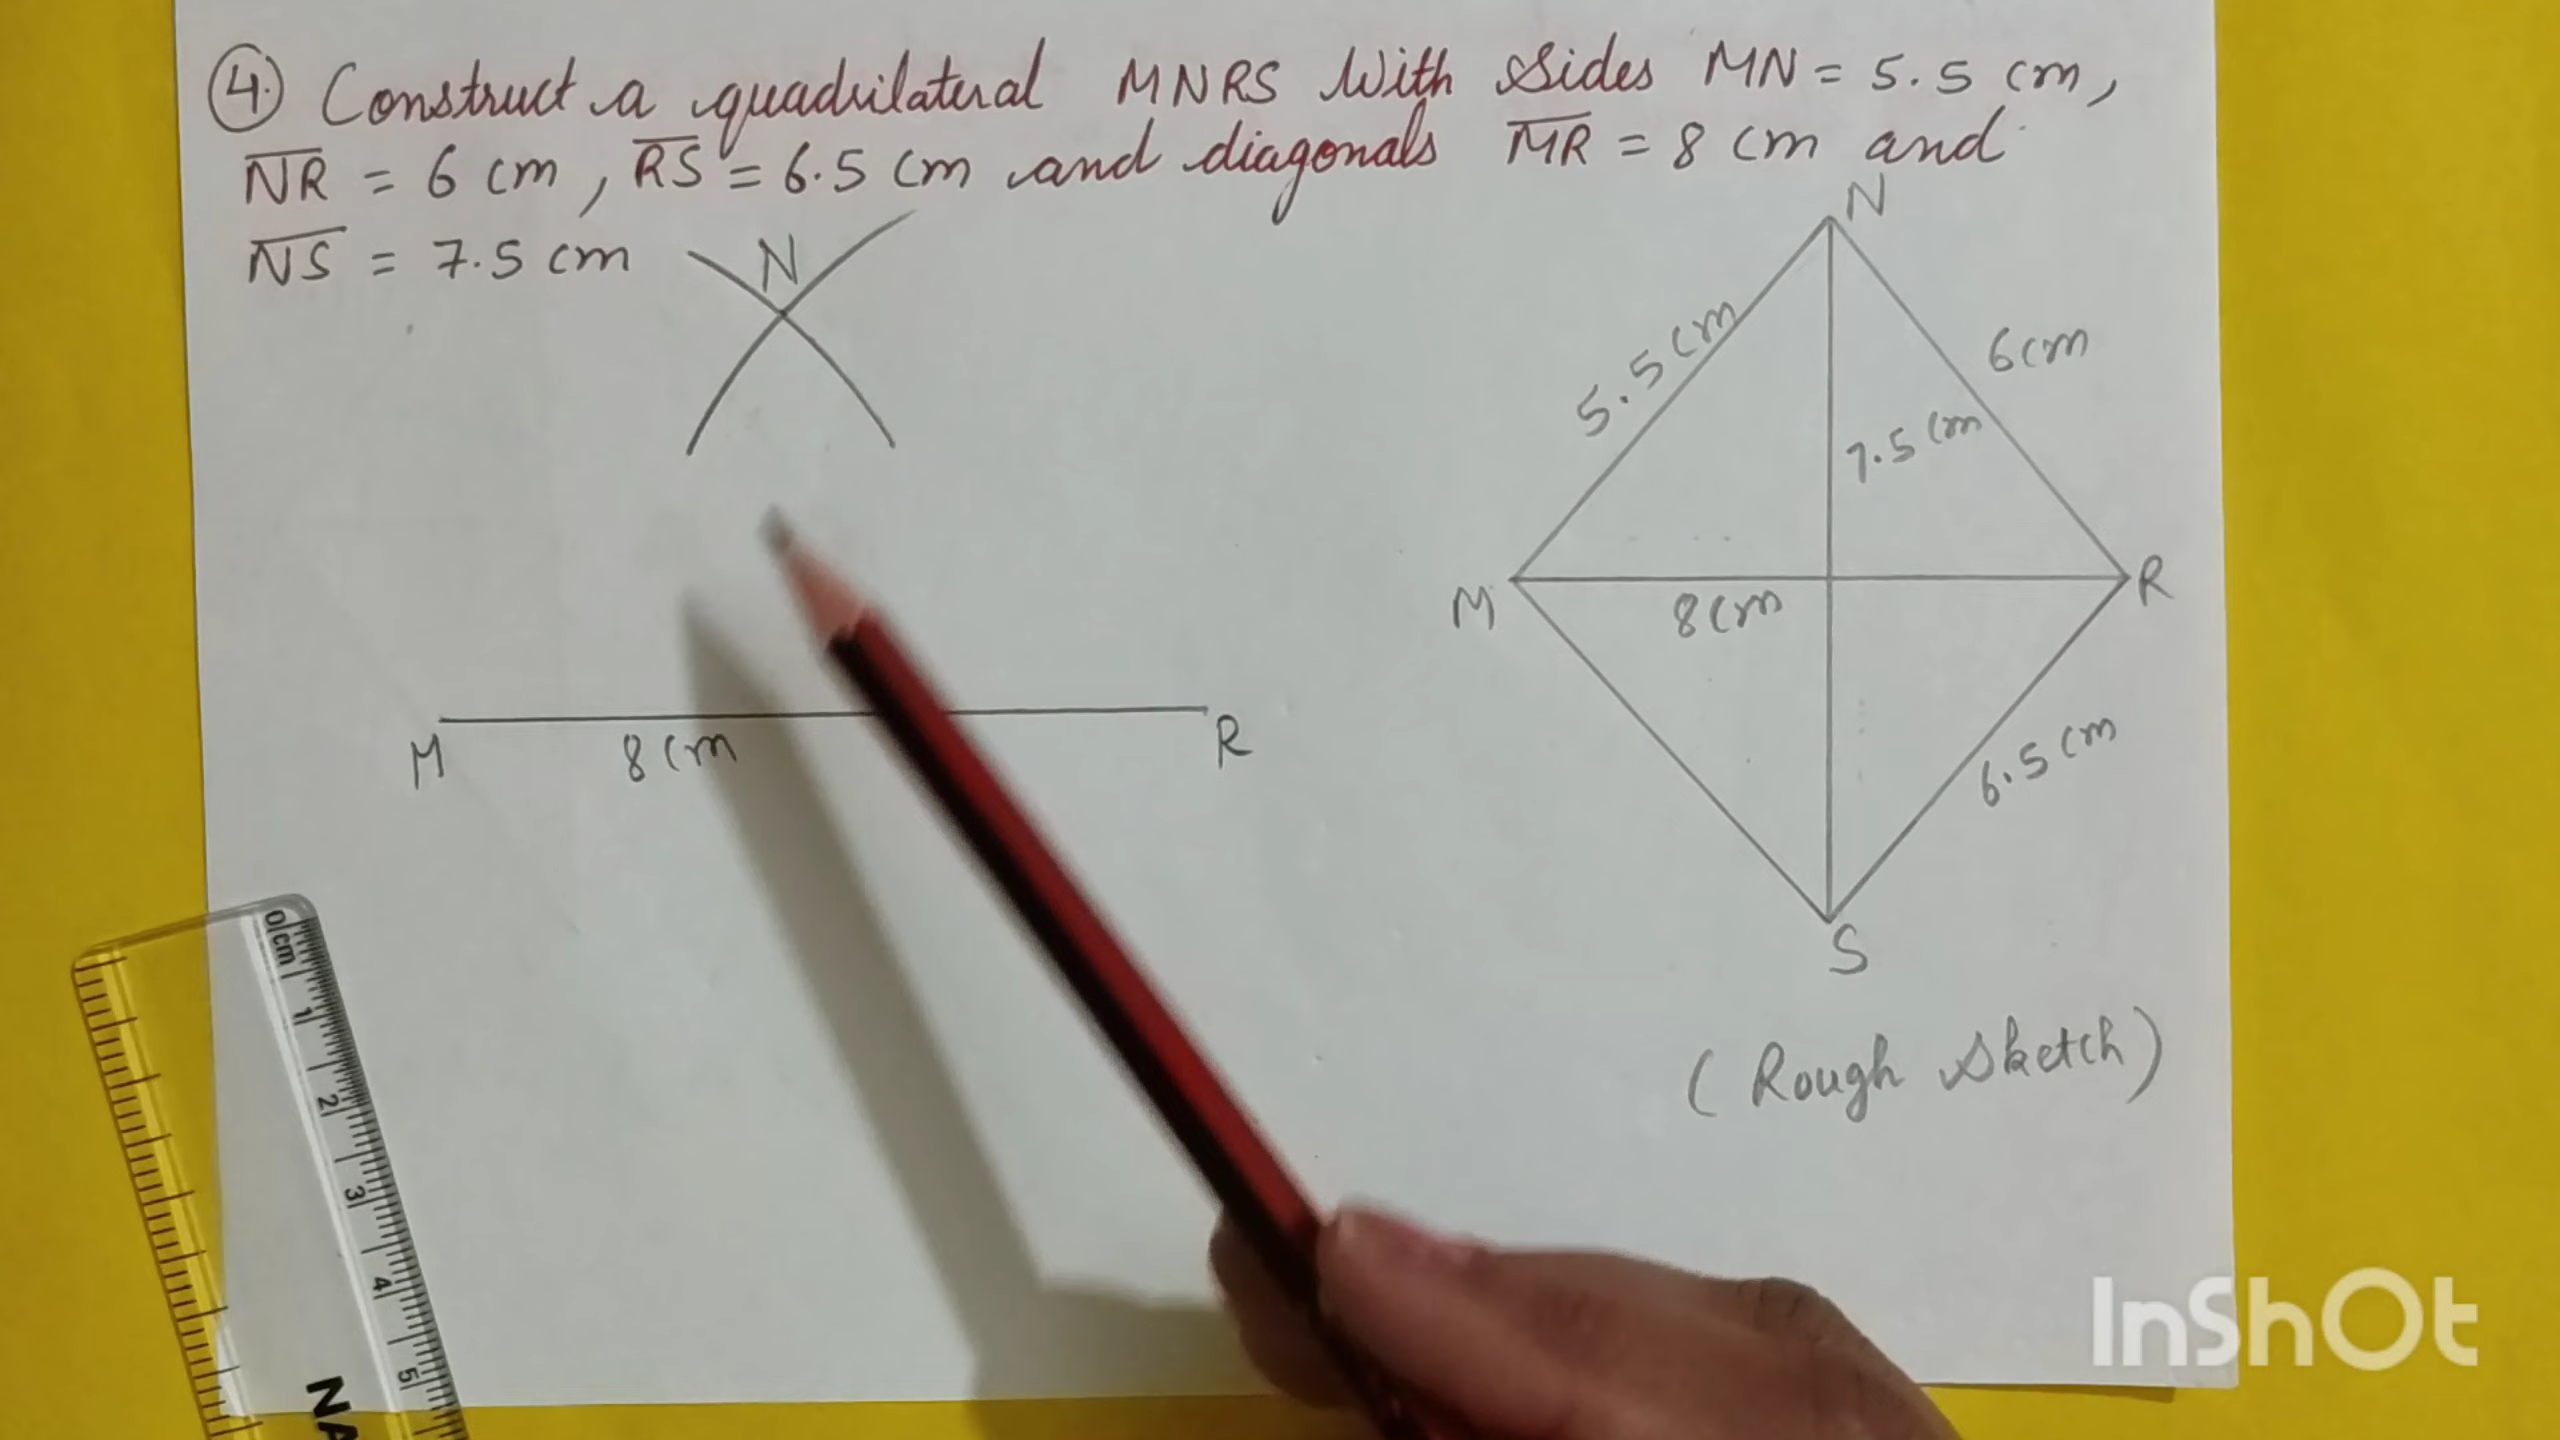 4. Construct a quadrilateral MNRS With Sides MN = 5.5 cm,
NR = 6 cm, RS = 6.5 cm and diagonals MR = 8 cm and
NS = 7.5 cm
N
N
5.5 cm
6 cm
7.5 cm
M
8 cm
R
M
8 cm
R
6.5 cm
S
(Rough Sketch)
0 cm
1
2
3
4
5
InShOt